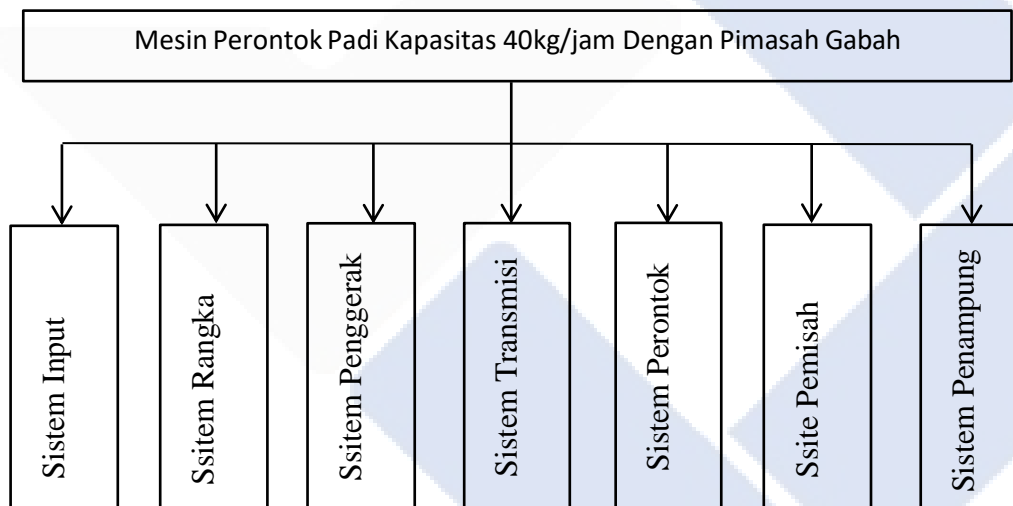 Mesin Perontok Padi Kapasitas 40kg/jam Dengan Pimasah Gabah
Sistem Input
Ssitem Rangka
Ssitem Penggerak
Sistem Transmisi
Sistem Perontok
Ssite Pemisah
Sistem Penampung